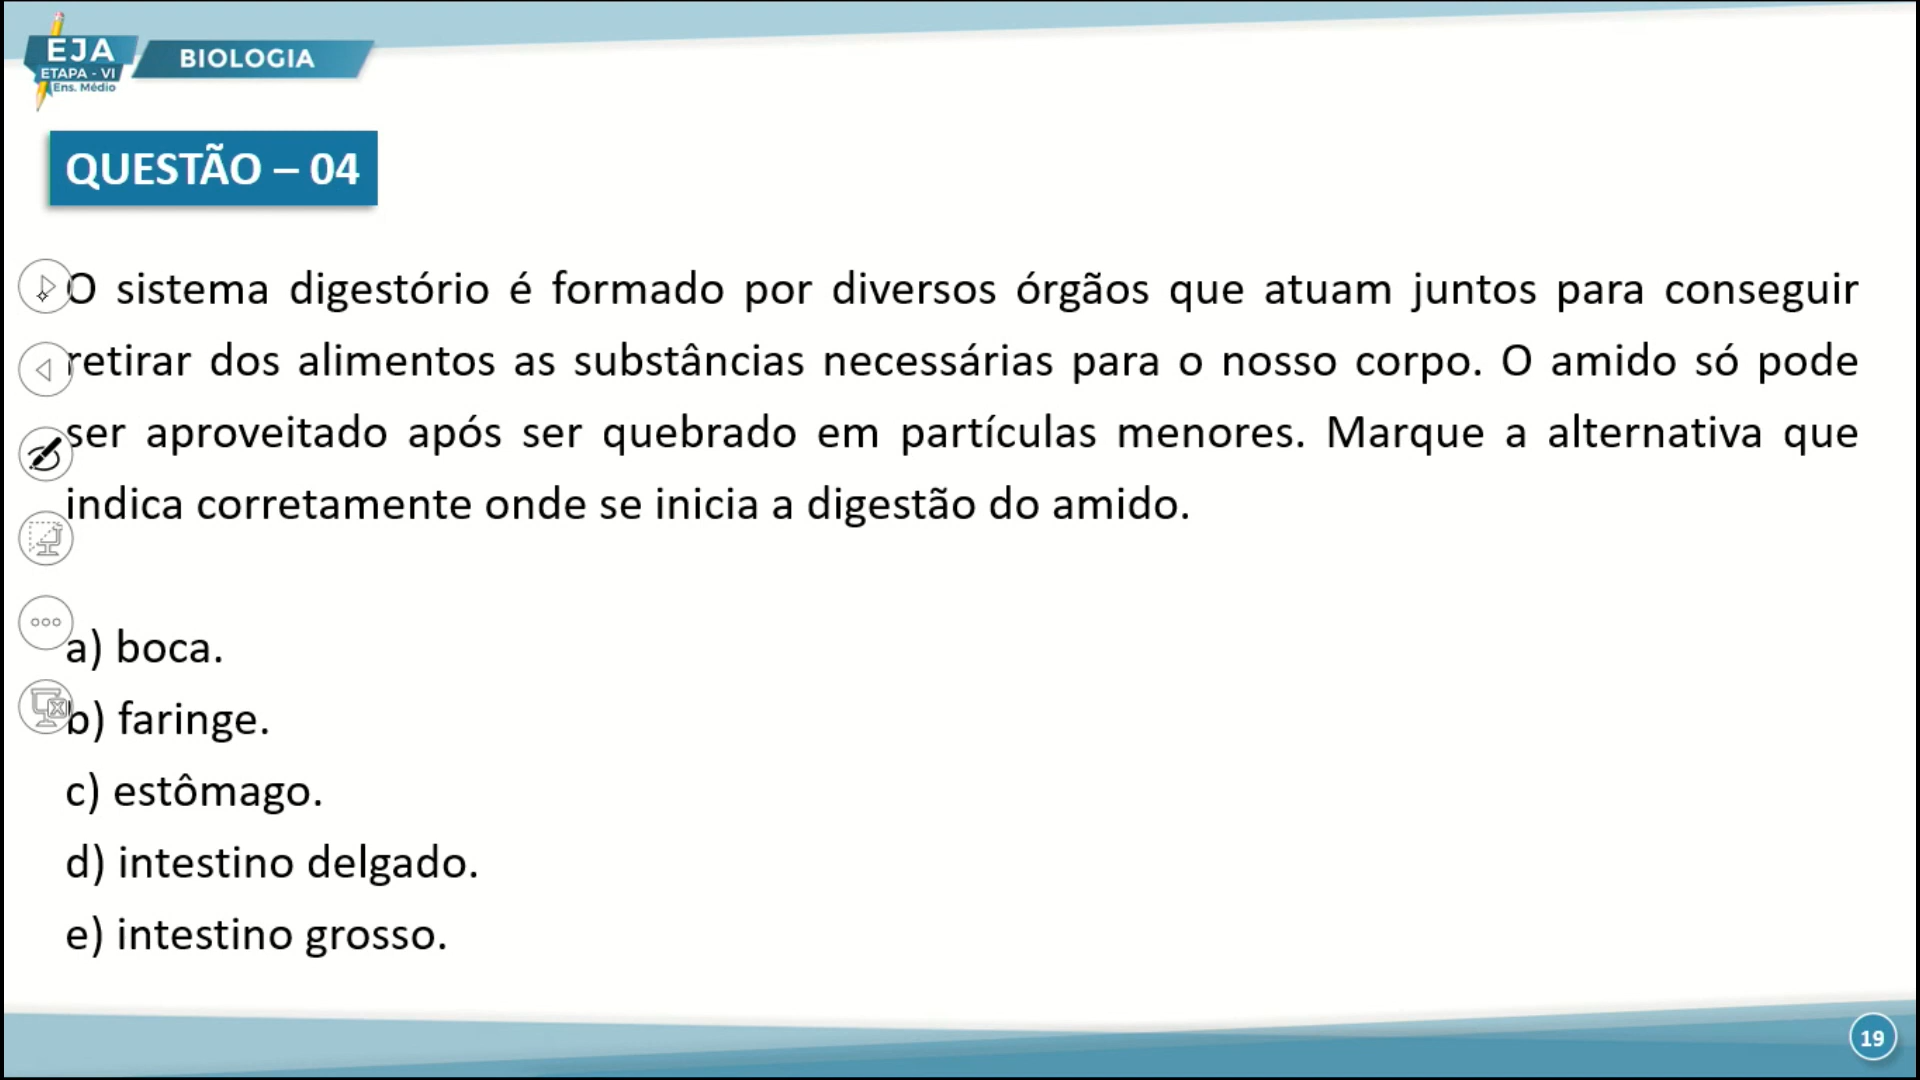 EJA
ETAPA - VI
Ens. Médio
BIOLOGIA
QUESTÃO – 04
O sistema digestório é formado por diversos órgãos que atuam juntos para conseguir
retirar dos alimentos as substâncias necessárias para o nosso corpo. O amido só pode
ser aproveitado após ser quebrado em partículas menores. Marque a alternativa que
indica corretamente onde se inicia a digestão do amido.
a) boca.
b) faringe.
c) estômago.
d) intestino delgado.
e) intestino grosso.
19